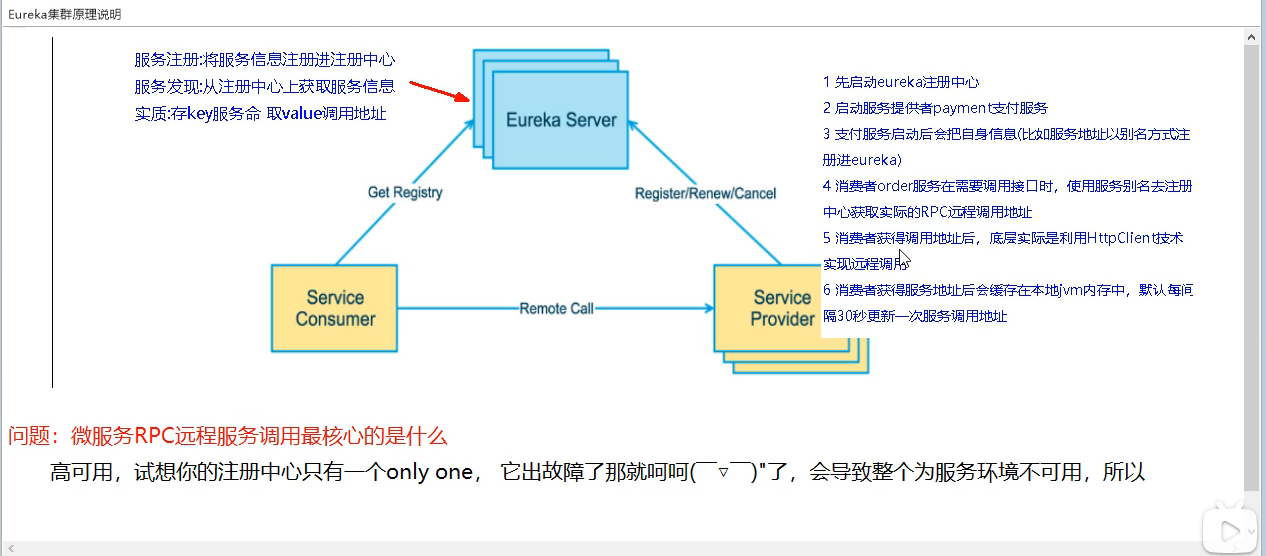 Eureka集群原理说明
服务注册:将服务信息注册进注册中心
服务发现:从注册中心上获取服务信息
实质:存key服务命 取value调用地址
Eureka Server
Get Registry
Register/Renew/Cancel
Service
Consumer
Remote Call
Service
Provider
1 先启动eureka注册中心
2 启动服务提供者payment支付服务
3 支付服务启动后会把自身信息(比如服务地址以别名方式注
册进eureka)
4 消费者order服务在需要调用接口时，使用服务别名去注册
中心获取实际的RPC远程调用地址
5 消费者获得调用地址后，底层实际是利用HttpClient技术
实现远程调用
6 消费者获得服务地址后会缓存在本地jvm内存中，默认每间
隔30秒更新一次服务调用地址
问题：微服务RPC远程服务调用最核心的是什么
高可用，试想你的注册中心只有一个only one， 它出故障了那就呵呵(￣▽￣)"了，会导致整个为服务环境不可用，所以